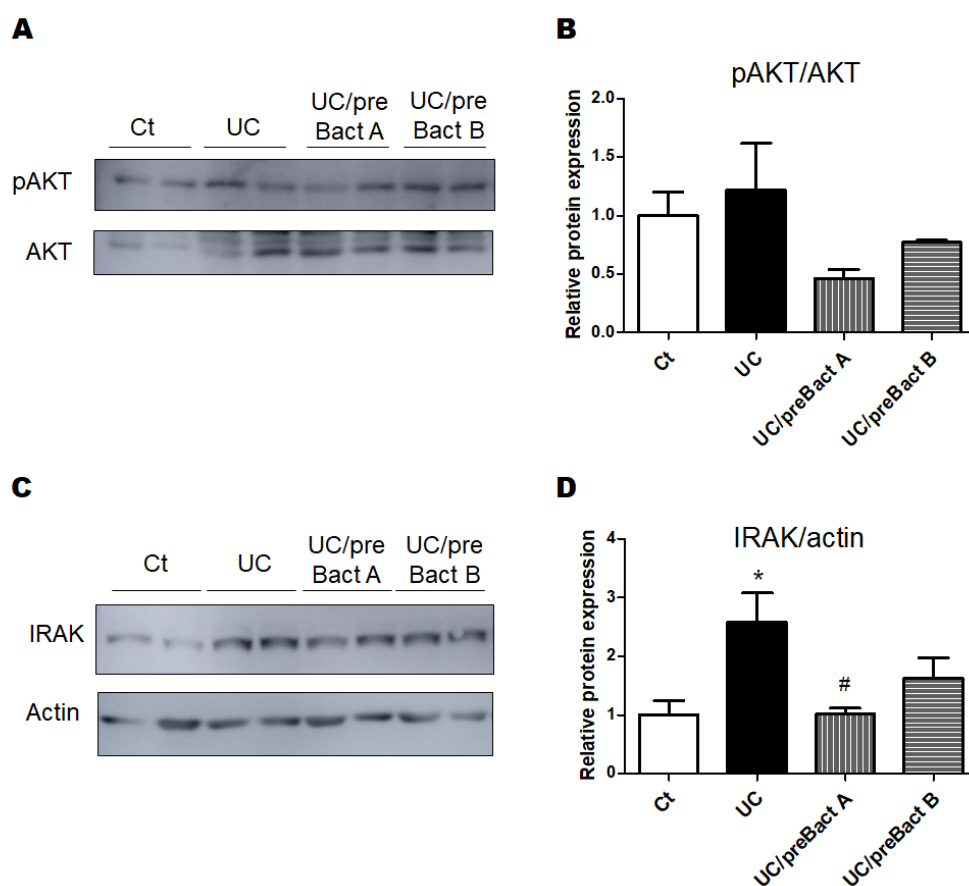 A
Ct UC UC/pre Bact A UC/pre Bact B
pAKT
AKT
B
pAKT/AKT
Relative protein expression
2.0
1.5
1.0
0.5
0.0
Ct UC UC/preBact A UC/preBact B
C
Ct UC UC/pre Bact A UC/pre Bact B
IRAK
Actin
D
IRAK/actin
Relative protein expression
4
3
2
1
0
*
#
Ct UC UC/preBact A UC/preBact B